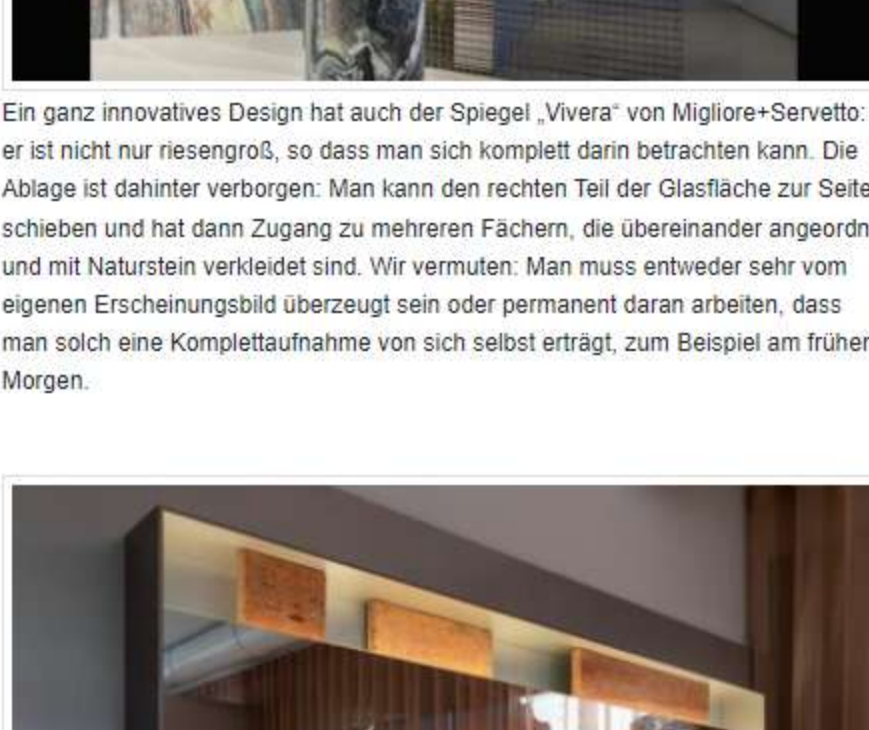 Ein ganz innovatives Design hat auch der Spiegel „Vivera“ von Migliore+Servetto:
er ist nicht nur riesengroß, so dass man sich komplett darin betrachten kann. Die
Ablage ist dahinter verborgen: Man kann den rechten Teil der Glasfläche zur Seite
schieben und hat dann Zugang zu mehreren Fächern, die übereinander angeordn
und mit Naturstein verkleidet sind. Wir vermuten: Man muss entweder sehr vom
eigenen Erscheinungsbild überzeugt sein oder permanent daran arbeiten, dass
man solch eine Komplettaufnahme von sich selbst erträgt, zum Beispiel am früher
Morgen.